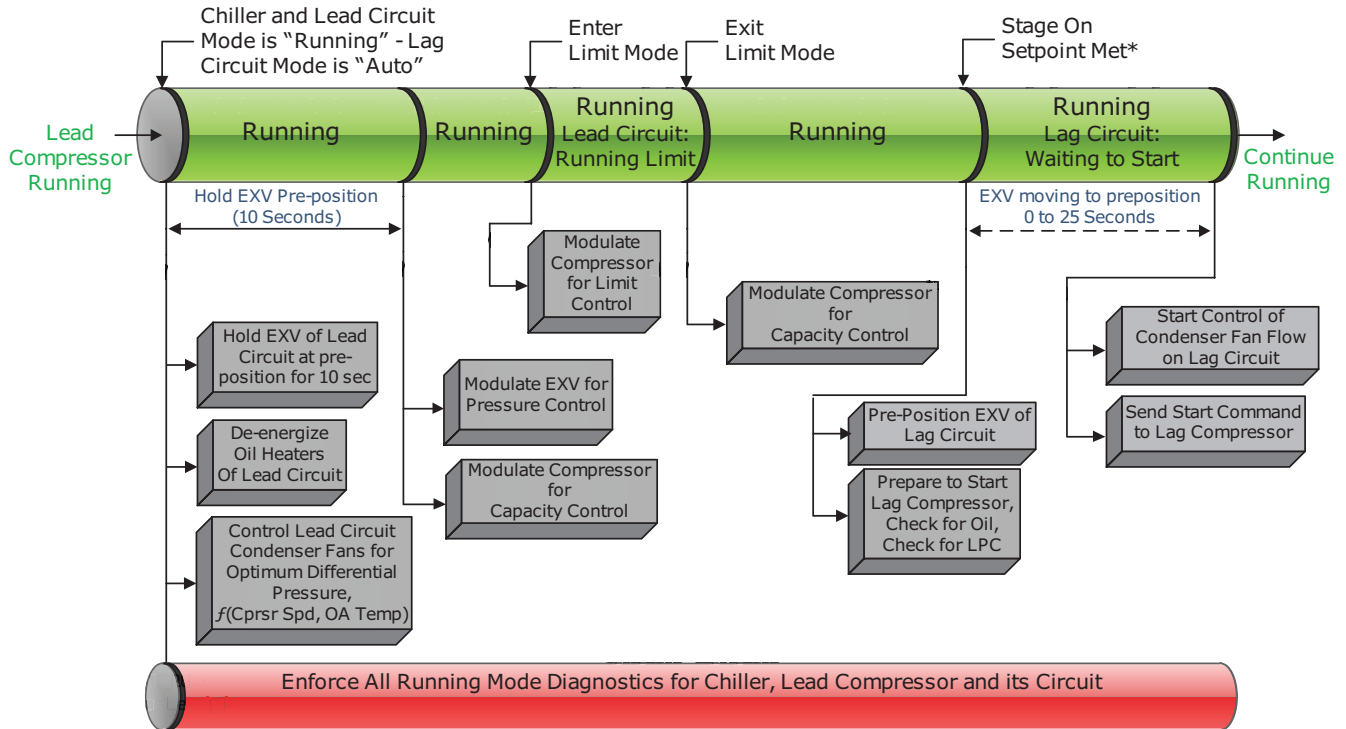 Chiller and Lead Circuit
Mode is “Running” - Lag
Circuit Mode is “Auto”
Enter
Limit Mode
Exit
Limit Mode
Stage On
Setpoint Met*
Lead
Compressor
Running
Running
Running
Running
Lead Circuit:
Running Limit
Running
Running
Lag Circuit:
Waiting to Start
Continue
Running
Hold EXV Pre-position
(10 Seconds)
EXV moving to preposition
0 to 25 Seconds
Hold EXV of Lead
Circuit at pre-
position for 10 sec
De-energize
Oil Heaters
Of Lead Circuit
Control Lead Circuit
Condenser Fans for
Optimum Differential
Pressure,
ƒ(Cprsr Spd, OA Temp)
Modulate EXV for
Pressure Control
Modulate Compressor
for
Capacity Control
Modulate
Compressor
for Limit
Control
Modulate Compressor
for
Capacity Control
Pre-Position EXV of
Lag Circuit
Prepare to Start
Lag Compressor,
Check for Oil,
Check for LPC
Start Control of
Condenser Fan Flow
on Lag Circuit
Send Start Command
to Lag Compressor
Enforce All Running Mode Diagnostics for Chiller, Lead Compressor and its Circuit